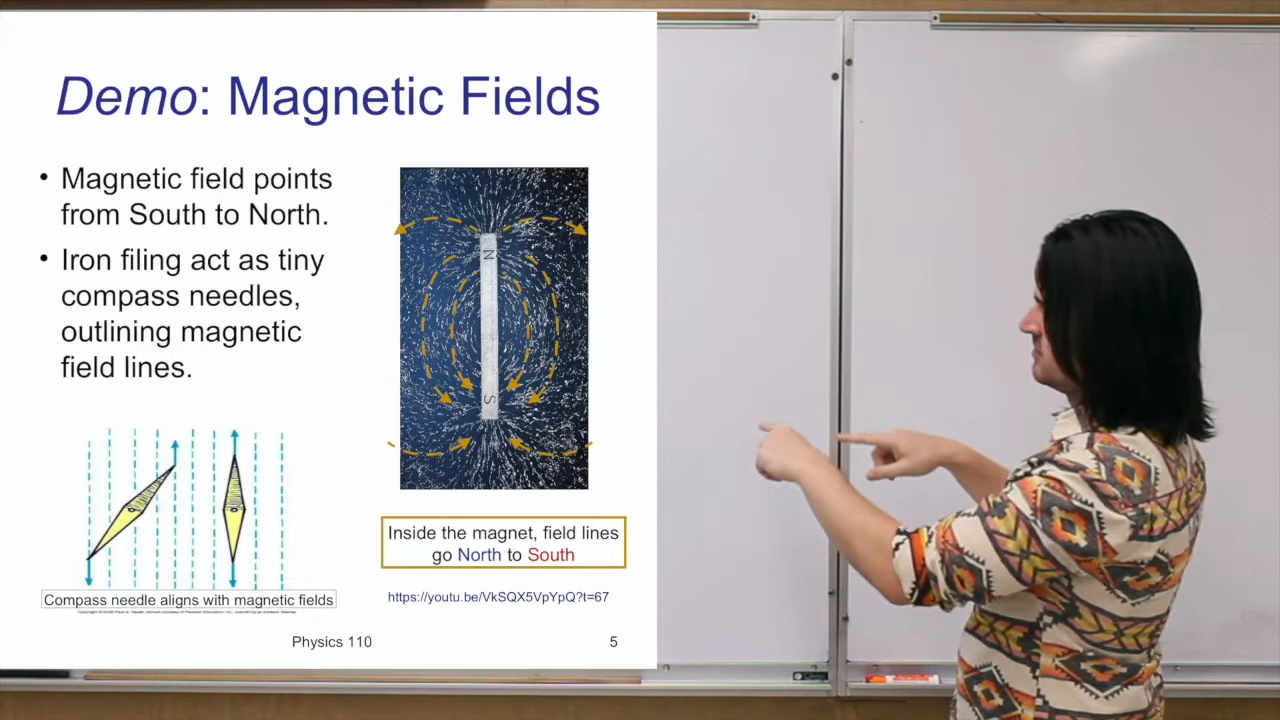 Demo: Magnetic Fields
• Magnetic field points
from South to North.
• Iron filing act as tiny
compass needles,
outlining magnetic
field lines.
N
S
Inside the magnet, field lines
go North to South
Compass needle aligns with magnetic fields
https://youtu.be/VkSQX5VpYpQ?t=67
Physics 110
5